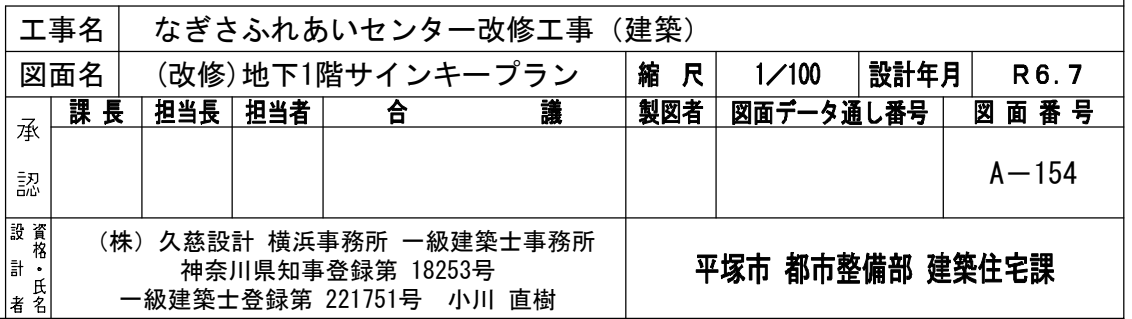 工事名 なぎさふれあいセンター改修工事（建築）
図面名 (改修)地下1階サインキープラン 縮尺 1／100 設計年月 R6.7
承認 課長 担当長 担当者 合議 製図者 図面データ通し番号 図面番号
A－154
設計者 資格・氏名 （株）久慈設計 横浜事務所 一級建築士事務所
神奈川県知事登録第 18253号
一級建築士登録第 221751号 小川 直樹
平塚市 都市整備部 建築住宅課